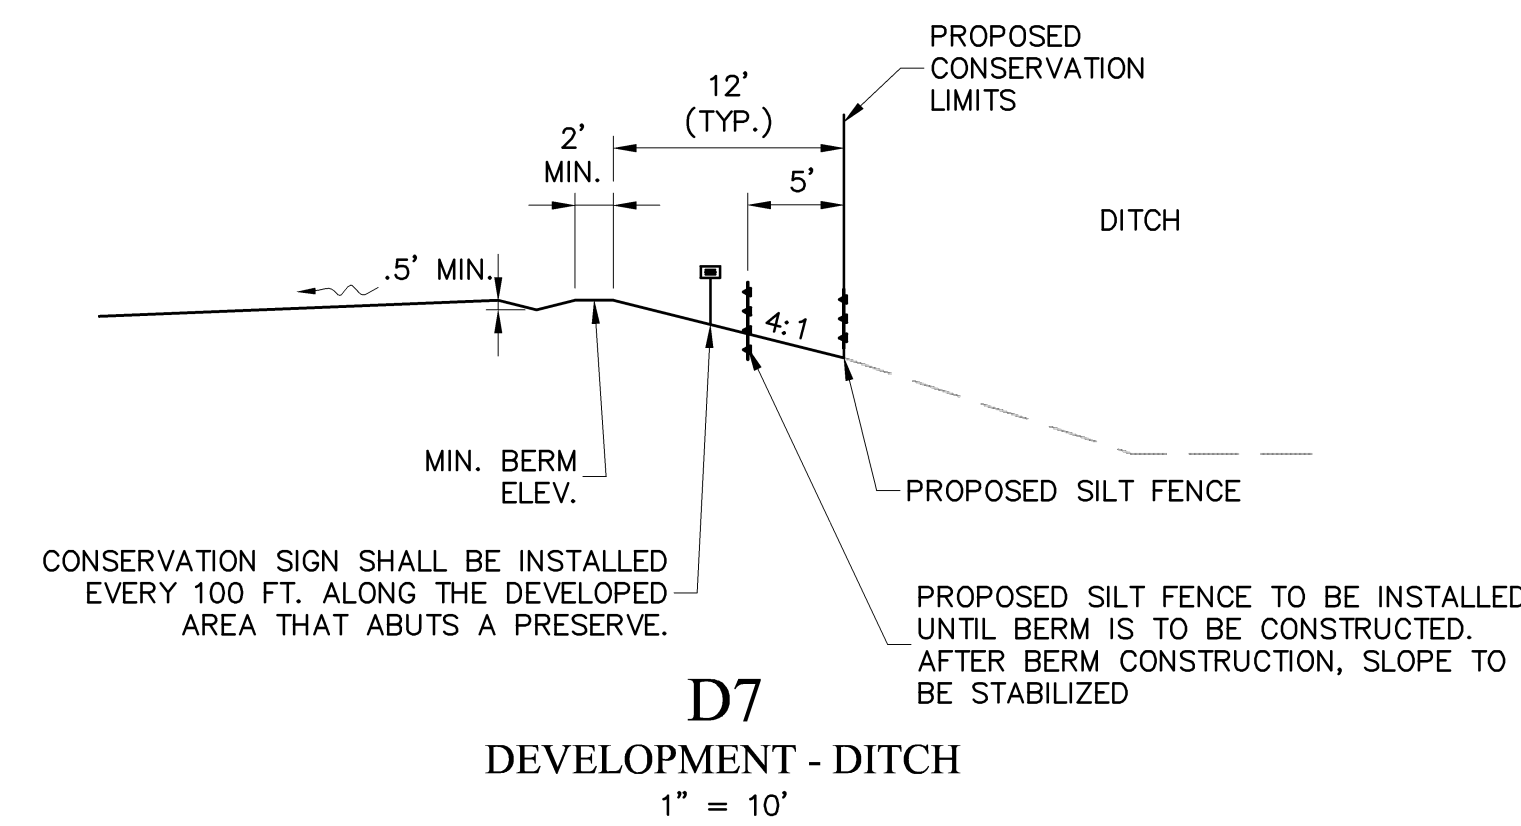 PROPOSED
CONSERVATION
LIMITS
12’
(TYP.)
2’
MIN.
5’
DITCH
.5’ MIN.
4:1
MIN. BERM
ELEV.
PROPOSED SILT FENCE
CONSERVATION SIGN SHALL BE INSTALLED
EVERY 100 FT. ALONG THE DEVELOPED
AREA THAT ABUTS A PRESERVE.
PROPOSED SILT FENCE TO BE INSTALLED
UNTIL BERM IS TO BE CONSTRUCTED.
AFTER BERM CONSTRUCTION, SLOPE TO
BE STABILIZED
D7
DEVELOPMENT - DITCH
1” = 10’